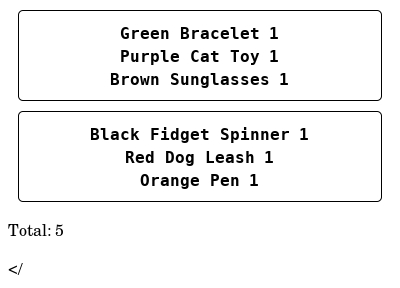 Green Bracelet 1
Purple Cat Toy 1
Brown Sunglasses 1
Black Fidget Spinner 1
Red Dog Leash 1
Orange Pen 1
Total: 5
</